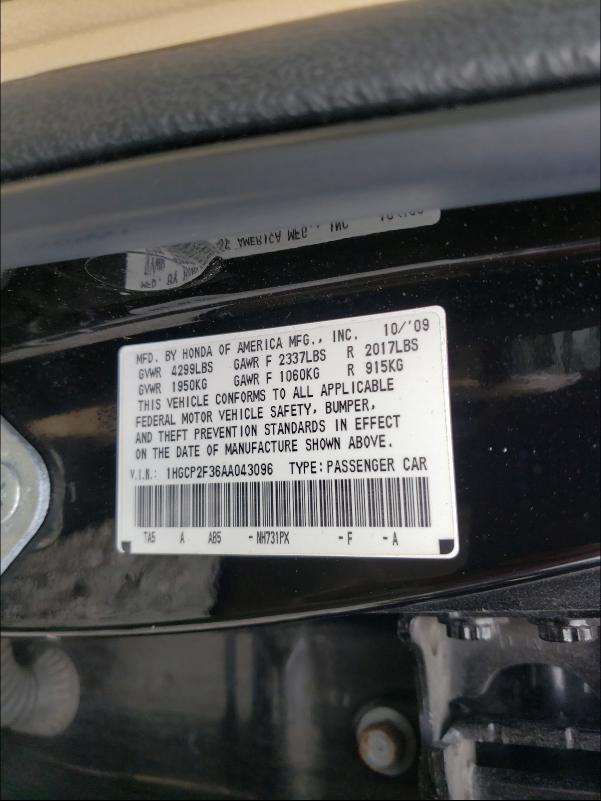 MFD. BY HONDA OF AMERICA MFG., INC. 10/'09
GVWR 4299LBS GAWR F 2337LBS R 2017LBS
GVWR 1950KG GAWR F 1060KG R 915KG
THIS VEHICLE CONFORMS TO ALL APPLICABLE
FEDERAL MOTOR VEHICLE SAFETY, BUMPER,
AND THEFT PREVENTION STANDARDS IN EFFECT
ON THE DATE OF MANUFACTURE SHOWN ABOVE.
V.I.N.: 1HGCP2F36AA043096 TYPE: PASSENGER CAR
TA5 A AB5 -NH731PX -F -A